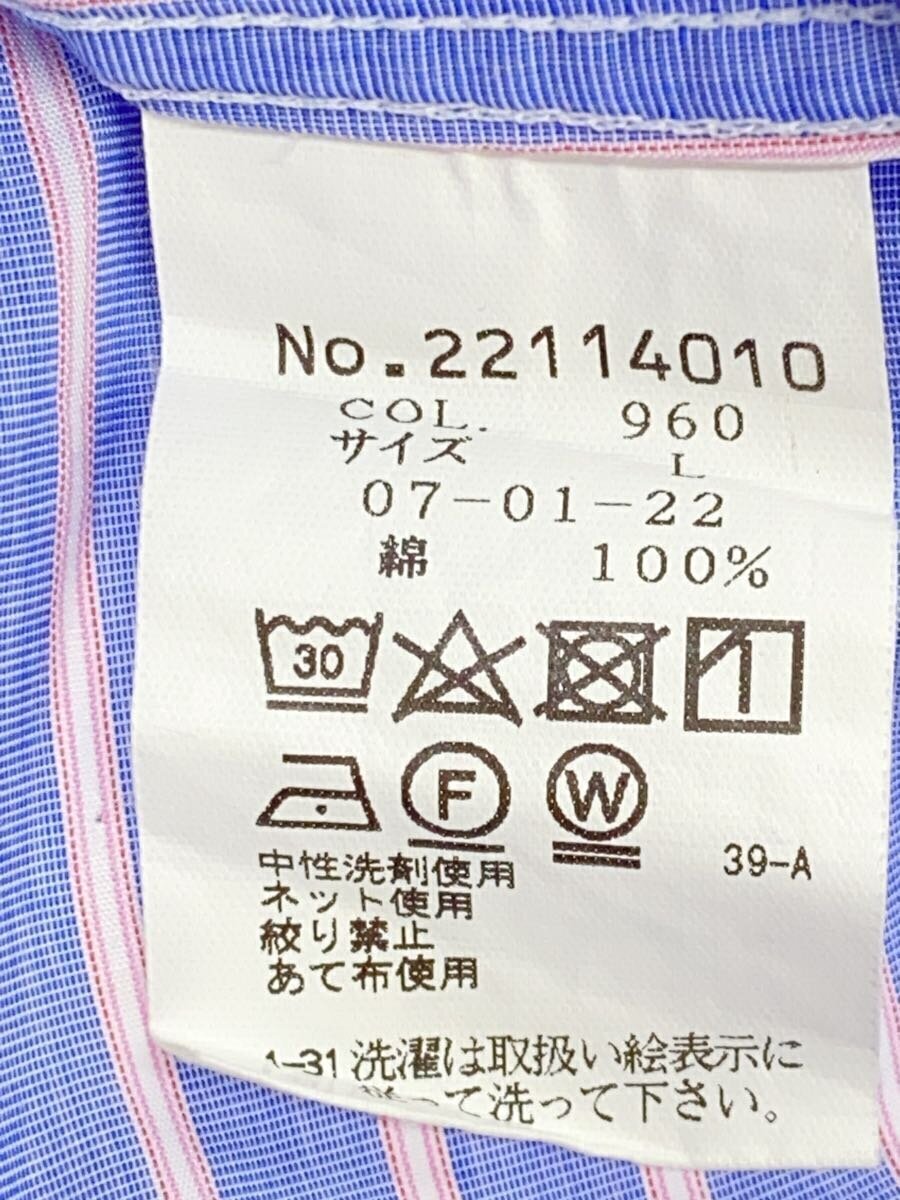 No.22114010
COL. 960
サイズ L
07-01-22
綿 100%
30
F W
39-A
中性洗剤使用
ネット使用
絞り禁止
あて布使用
-31 洗濯は取扱い絵表示に
って洗って下さい。